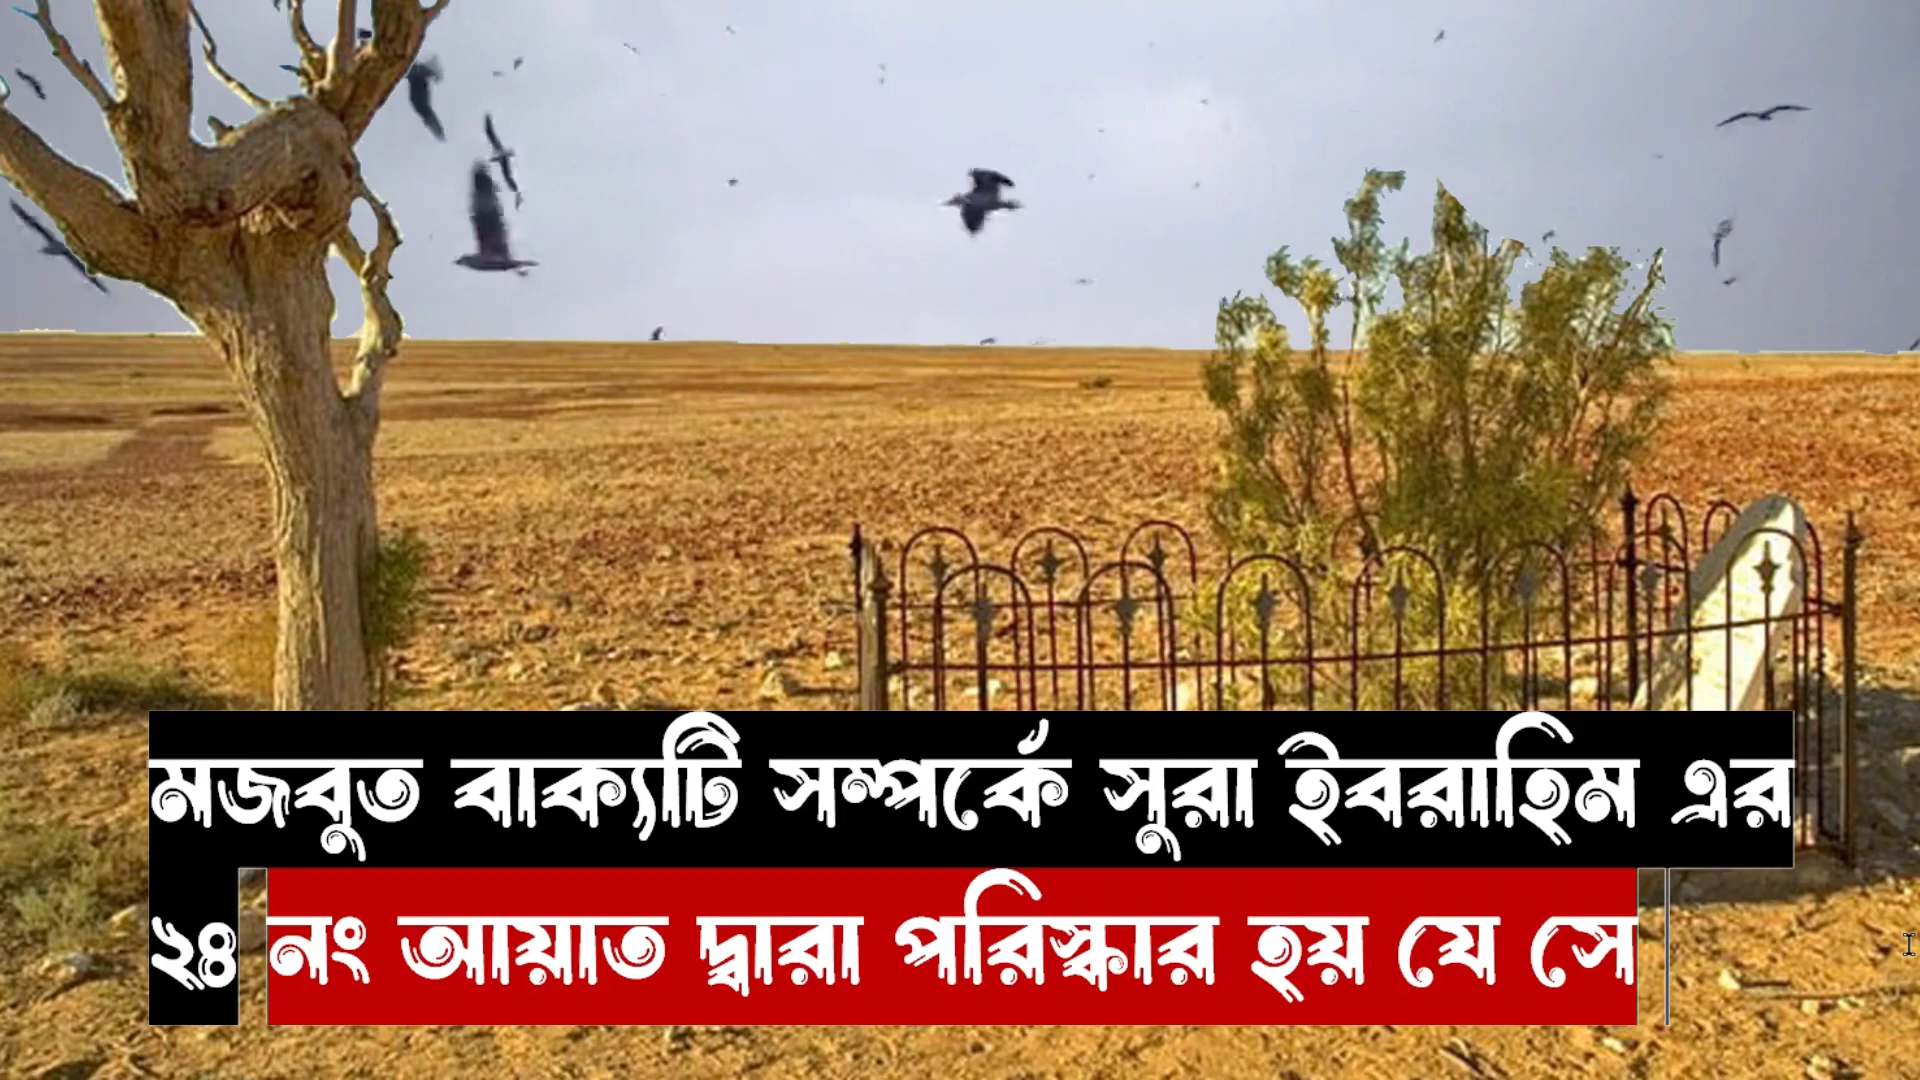 মজবুত বাক্যটি সম্পর্কে সুরা ইবরাহিম এর
২৪ নং আয়াত দ্বারা পরিস্কার হয় যে সে